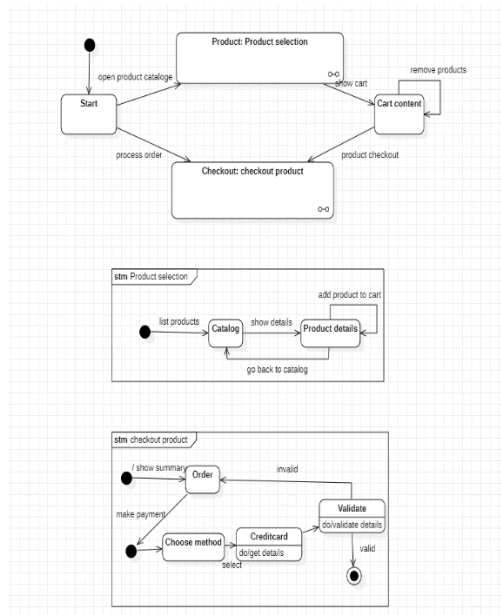 Product: Product selection
open product cataloge
show cart
remove products
Start
Cart content
process order
product checkout
Checkout: checkout product
stm Product selection
add product to cart
list products
Catalog
show details
Product details
go back to catalog
stm checkout product
/ show summary
Order
invalid
make payment
Validate
do/validate details
Choose method
Creditcard
do/get details
select
valid